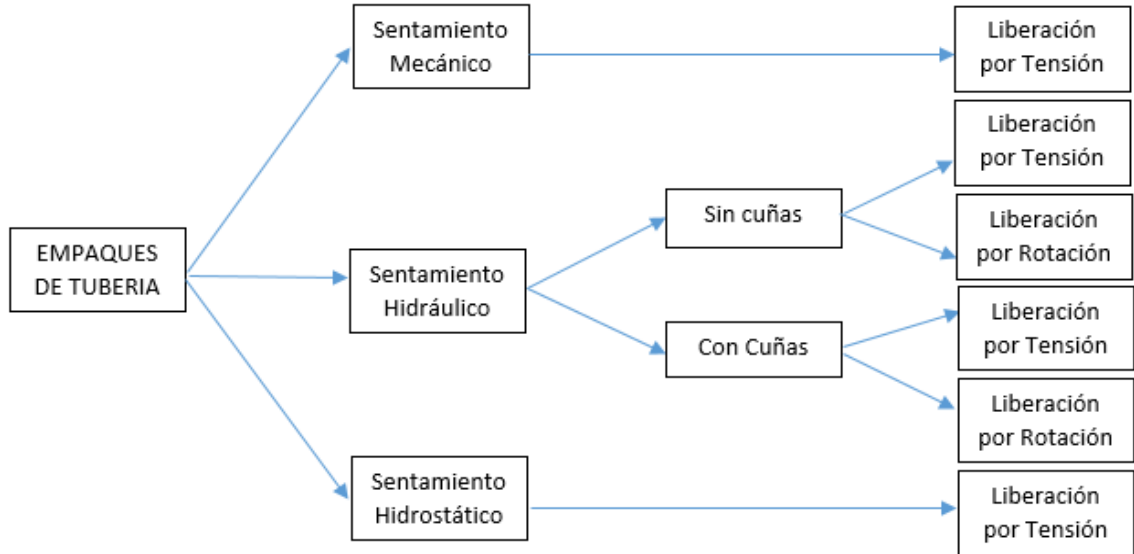 Sentamiento
Mecánico
Liberación
por Tensión
Liberación
por Tensión
Sin cuñas
Liberación
por Rotación
EMPAQUES
DE TUBERIA
Sentamiento
Hidráulico
Liberación
por Tensión
Con Cuñas
Liberación
por Rotación
Sentamiento
Hidrostático
Liberación
por Tensión